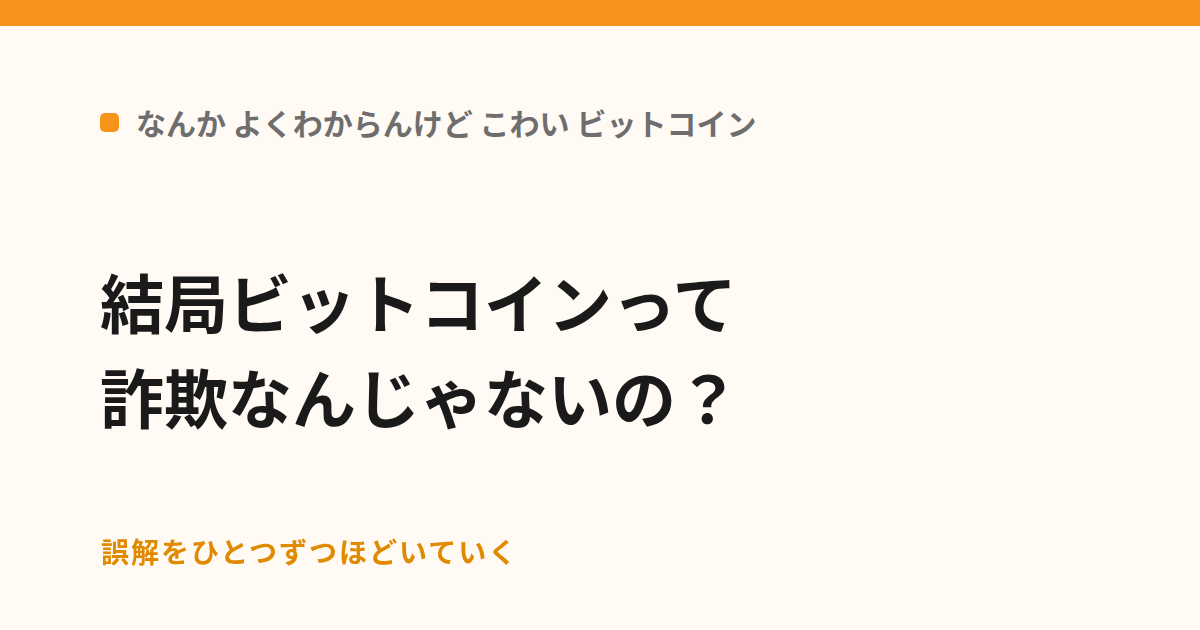 なんか よくわからんけど こわい ビットコイン
結局ビットコインって
詐欺なんじゃないの？
誤解をひとつずつほどいていく